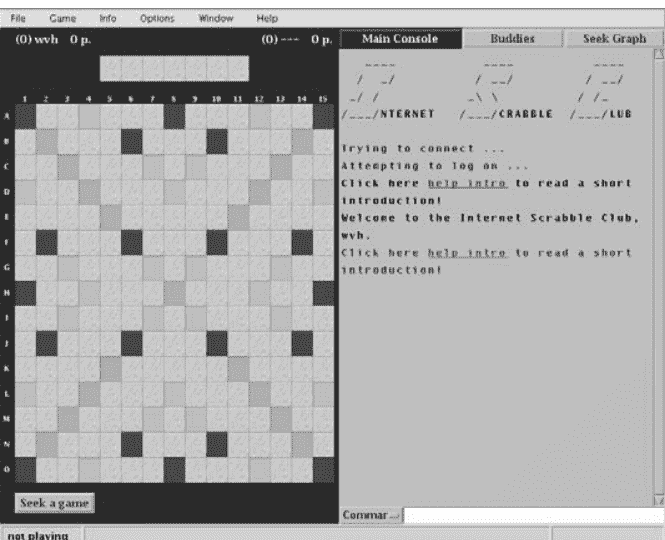 File Game Info Options Window Help
(0) wvh 0 p. (0) --- 0 p.
Main Console Buddies Seek Graph
1 2 3 4 5 6 7 8 9 10 11 12 13 14 15
A
B
C
D
E
F
G
H
I
J
K
L
M
N
O
/___/NTERNET /___/CRABBLE /___/LUB
Trying to connect ...
Attempting to log on ...
Click here help intro to read a short
introduction!
Welcome to the Internet Scrabble Club,
wvh.
Click here help intro to read a short
introduction!
Seek a game
Commar
not playing